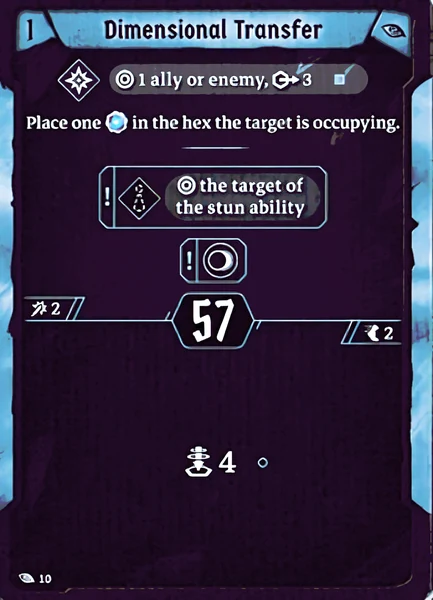 1 Dimensional Transfer
1 ally or enemy, 3
Place one in the hex the target is occupying.
! the target of
the stun ability
!
2
57
2
4
10